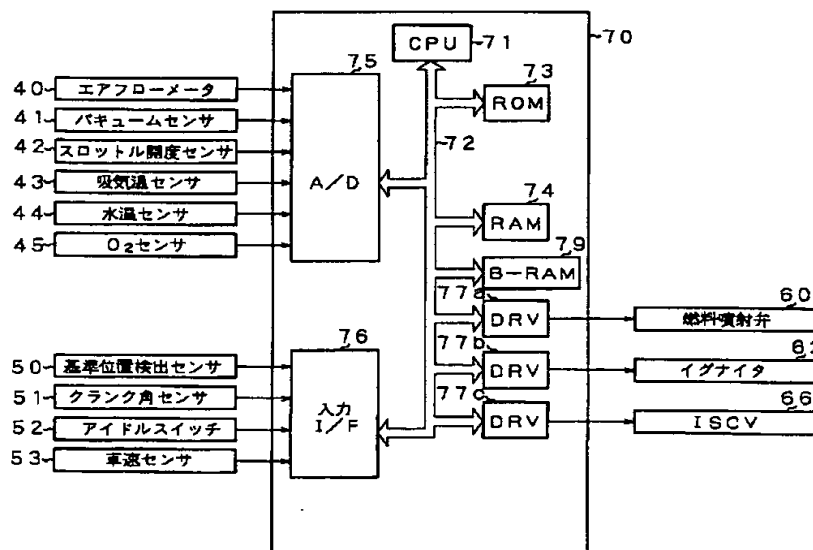 CPU
71
70
75
A/D
73
ROM
72
74
RAM
79
B-RAM
40 エアフローメータ
41 バキュームセンサ
42 スロットル開度センサ
43 吸気温センサ
44 水温センサ
45 O₂センサ
77a
DRV
60
燃料噴射弁
76
入力
I/F
77b
DRV
イグナイタ
77c
DRV
66
ISCV
50 基準位置検出センサ
51 クランク角センサ
52 アイドルスイッチ
53 車速センサ